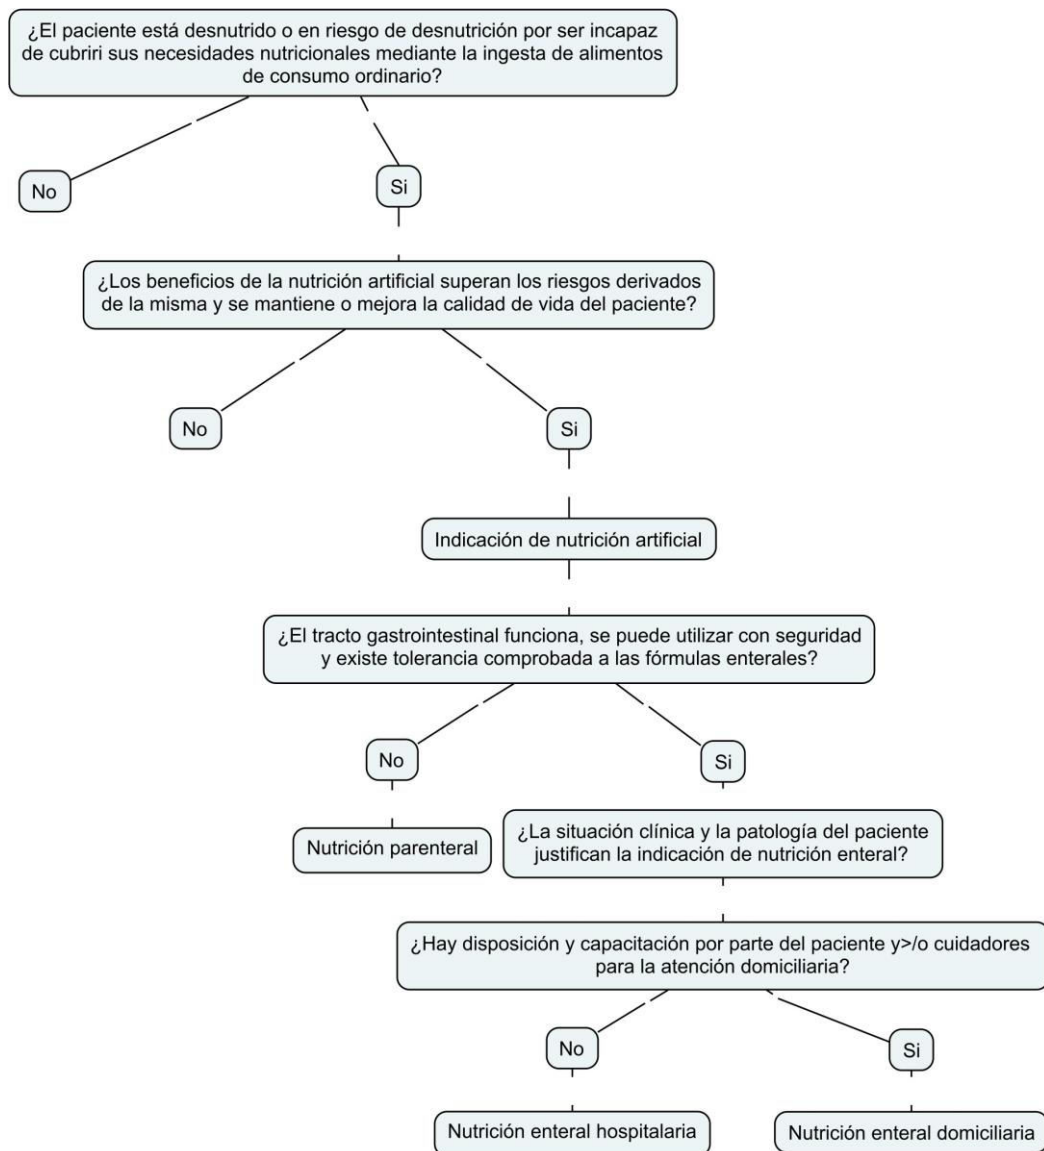 ¿El paciente está desnutrido o en riesgo de desnutrición por ser incapaz
de cubriri sus necesidades nutricionales mediante la ingesta de alimentos
de consumo ordinario?
No
Si
¿Los beneficios de la nutrición artificial superan los riesgos derivados
de la misma y se mantiene o mejora la calidad de vida del paciente?
No
Si
Indicación de nutrición artificial
¿El tracto gastrointestinal funciona, se puede utilizar con seguridad
y existe tolerancia comprobada a las fórmulas enterales?
No
Si
Nutrición parenteral
¿La situación clínica y la patología del paciente
justifican la indicación de nutrición enteral?
¿Hay disposición y capacitación por parte del paciente y>/o cuidadores
para la atención domiciliaria?
No
Si
Nutrición enteral hospitalaria
Nutrición enteral domiciliaria